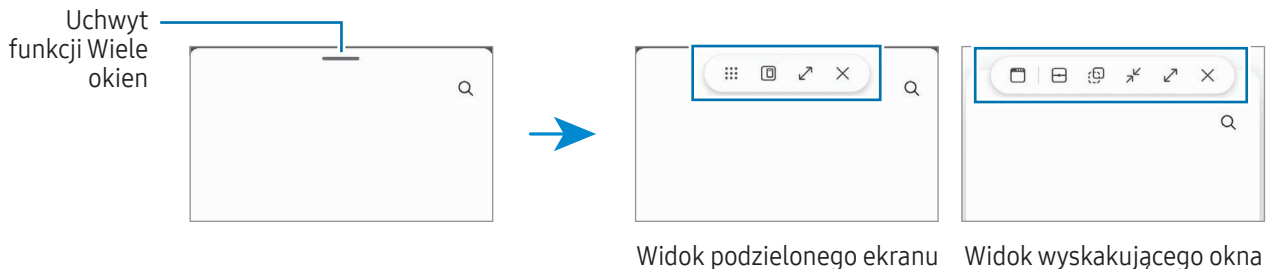 Uchwyt
funkcji Wiele
okien
Widok podzielonego ekranu
Widok wyskakującego okna